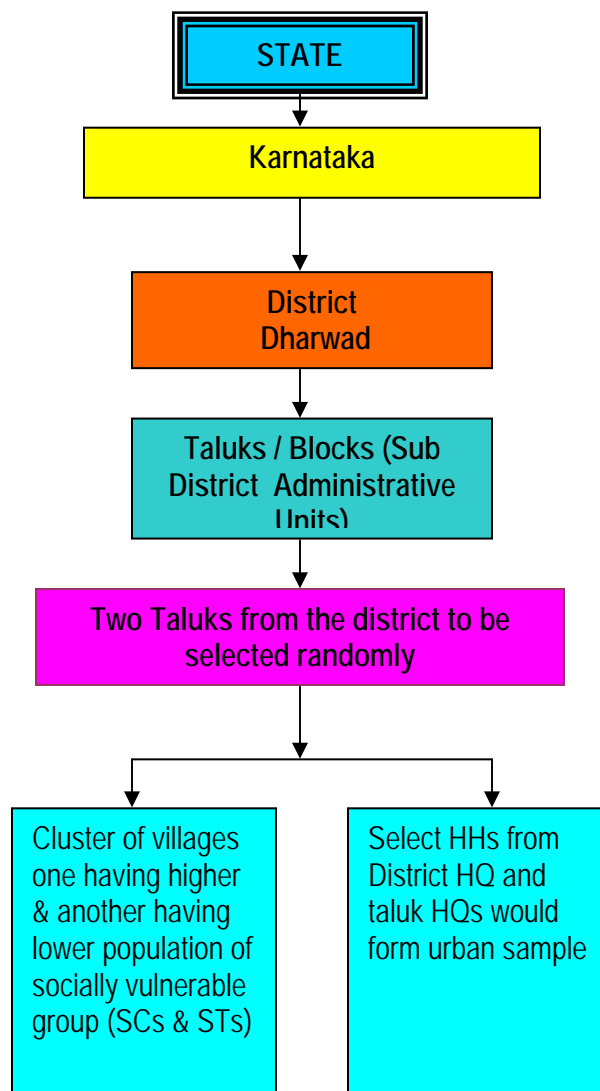 STATE
Karnataka
District
Dharwad
Taluks / Blocks (Sub
District Administrative
Units)
Two Taluks from the district to be
selected randomly
Cluster of villages
one having higher
& another having
lower population of
socially vulnerable
group (SCs & STs)
Select HHs from
District HQ and
taluk HQs would
form urban sample